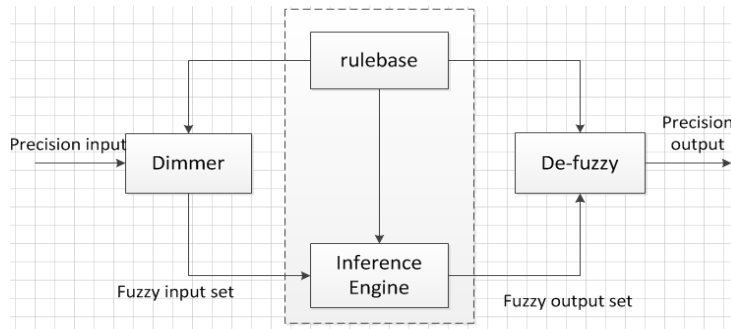 rulebase
Precision input
Dimmer
De-fuzzy
Precision
output
Inference
Engine
Fuzzy input set
Fuzzy output set